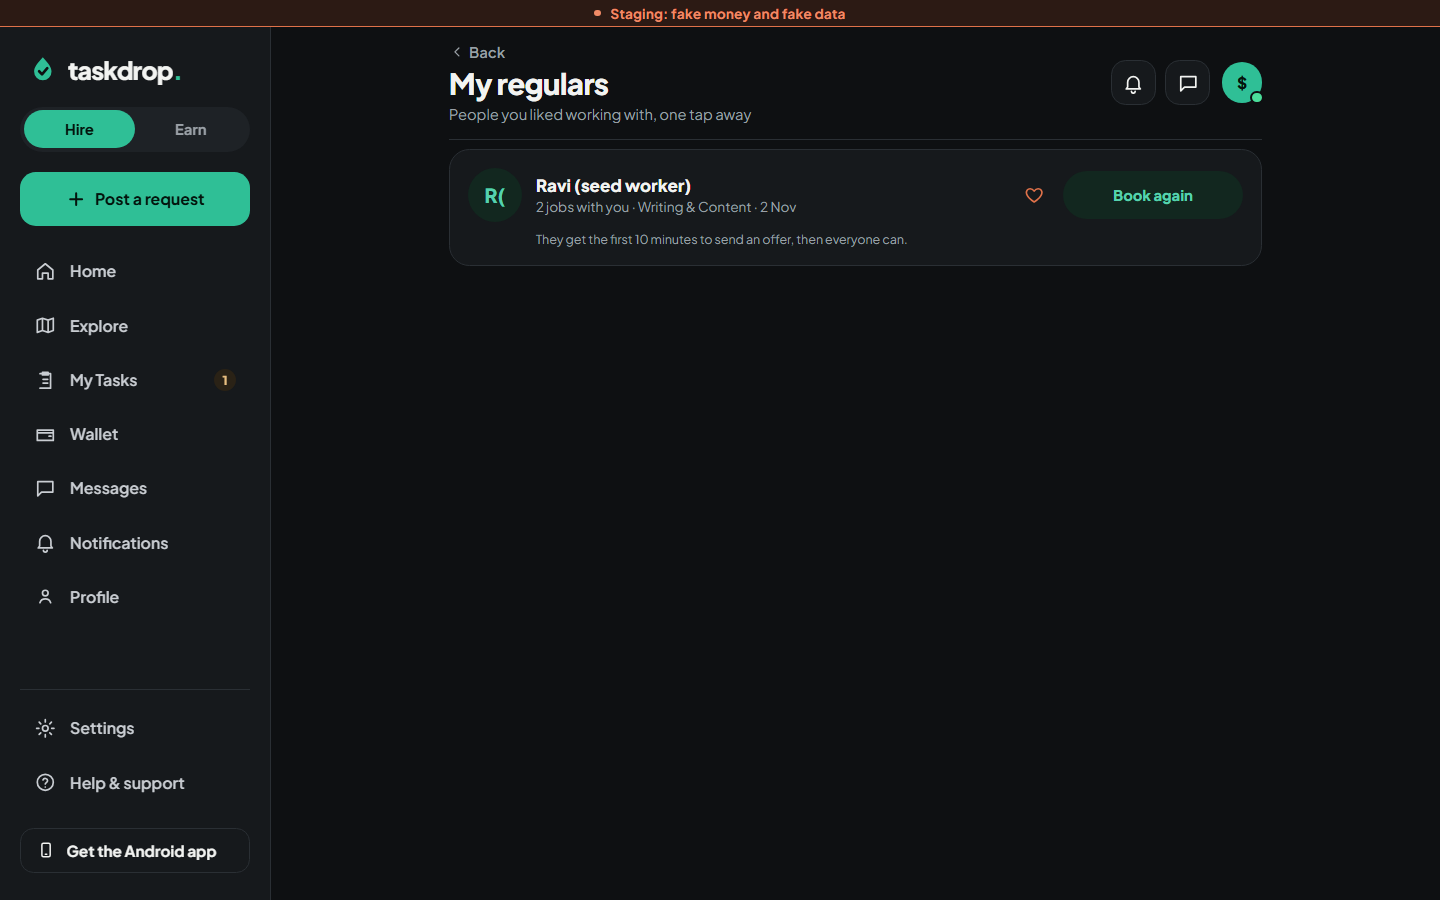 Staging: fake money and fake data
taskdrop.
Hire
Earn
Post a request
Home
Explore
My Tasks
1
Wallet
Messages
Notifications
Profile
Settings
Help & support
Get the Android app
Back
My regulars
People you liked working with, one tap away
$
R(
Ravi (seed worker)
2 jobs with you · Writing & Content · 2 Nov
They get the first 10 minutes to send an offer, then everyone can.
Book again